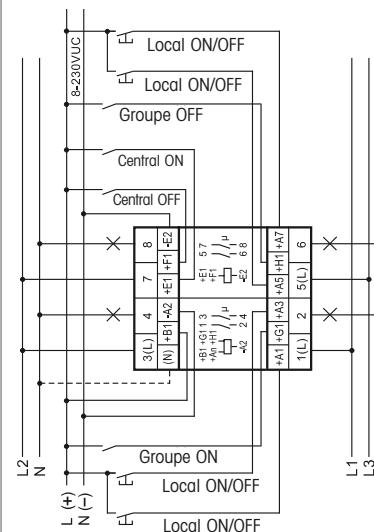 Local ON/OFF
8-230VUC
Local ON/OFF
Groupe OFF
Central ON
Central OFF
8 -E2
7 +F1
+E1
4 -A2
3(L) +B1
(N)
5 7 µ 6 8
+E1 +F1 -E2
1 3 µ 2 4
+B1 +G1 +An +H1 -A2
+A7 6
+H1
+A5 5(L)
+A3 2
+G1
+A1 1(L)
Groupe ON
Local ON/OFF
Local ON/OFF
L2
N
L (+)
N (–)
L1
L3